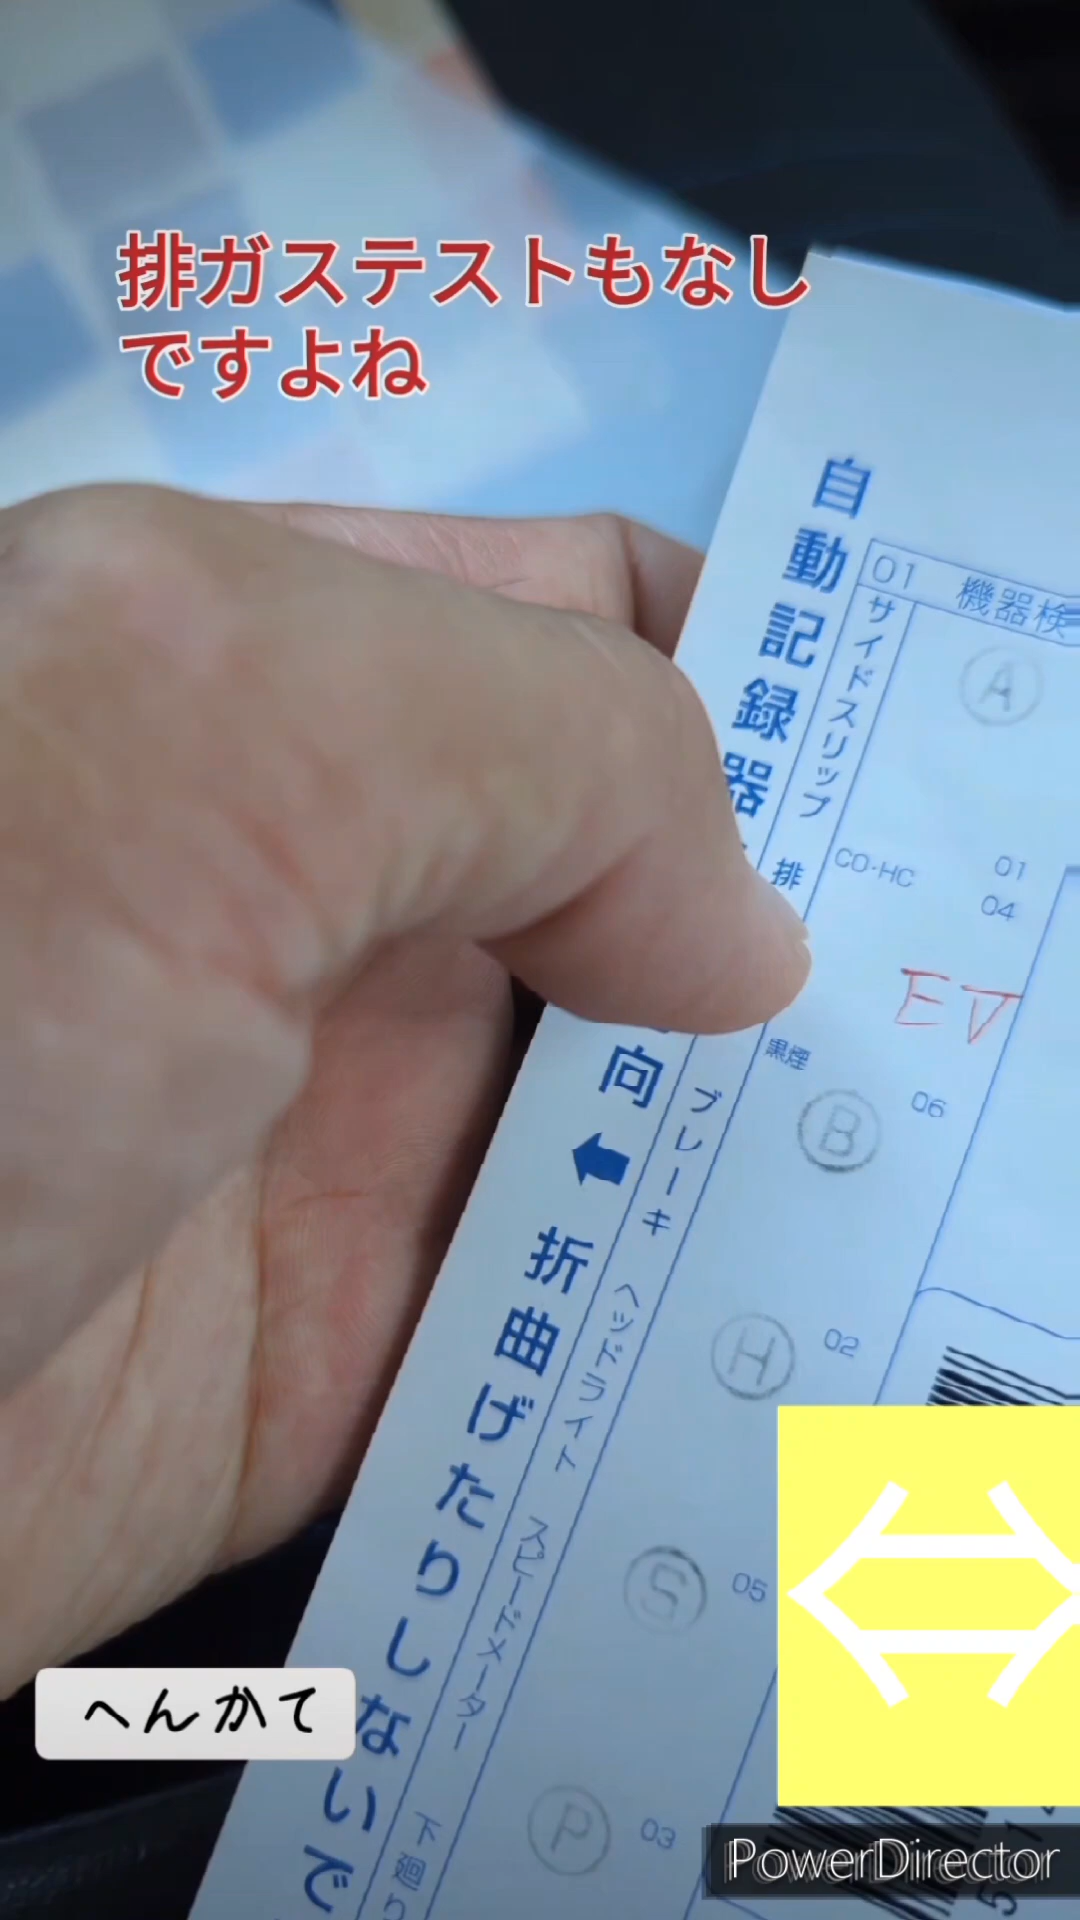 排ガステストもなし
ですよね
自動記録器
向 ← 折曲げたりしないで
01 機器検
サイドスリップ
A
排
CO・HC
01
04
EV
黒煙
06
ブレーキ
B
ヘッドライト
H
02
スピードメーター
S
05
下廻り
P
03
へんかて
PowerDirector